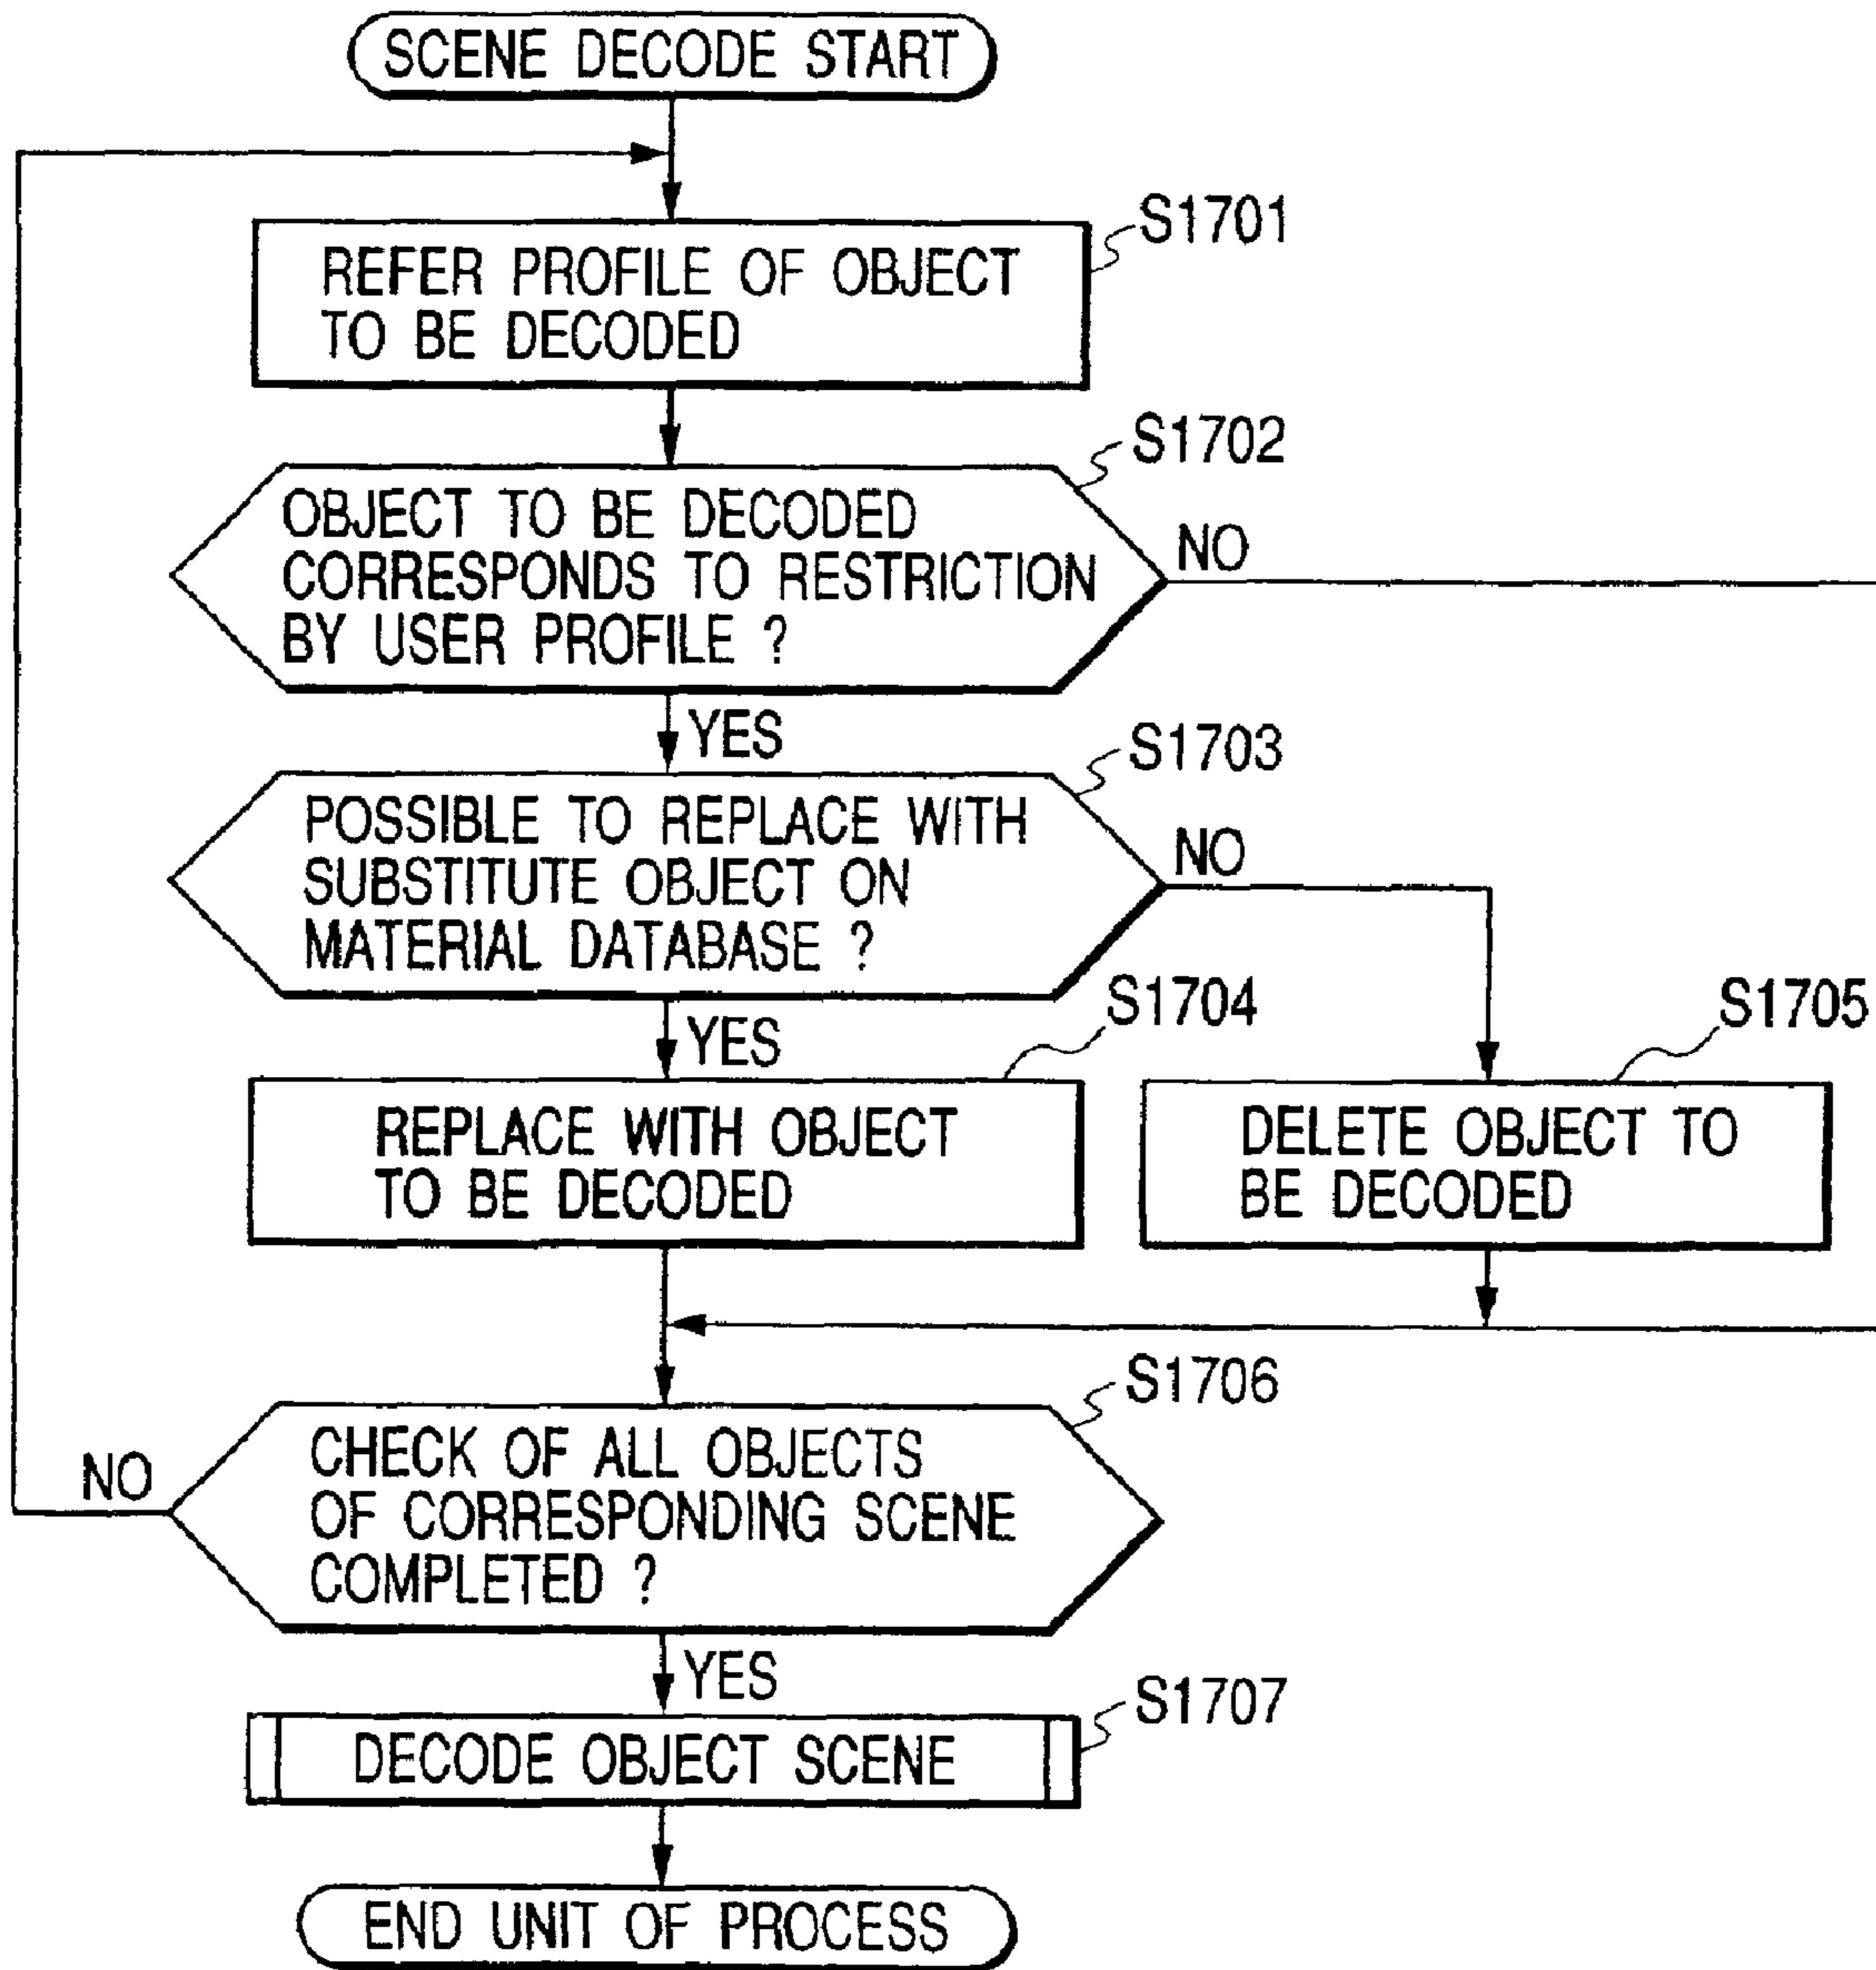 SCENE DECODE START
S1701
REFER PROFILE OF OBJECT
TO BE DECODED
S1702
OBJECT TO BE DECODED
CORRESPONDS TO RESTRICTION
BY USER PROFILE ?
NO
YES
S1703
POSSIBLE TO REPLACE WITH
SUBSTITUTE OBJECT ON
MATERIAL DATABASE ?
NO
YES
S1704
S1705
REPLACE WITH OBJECT
TO BE DECODED
DELETE OBJECT TO
BE DECODED
S1706
CHECK OF ALL OBJECTS
OF CORRESPONDING SCENE
COMPLETED ?
NO
YES
S1707
DECODE OBJECT SCENE
END UNIT OF PROCESS